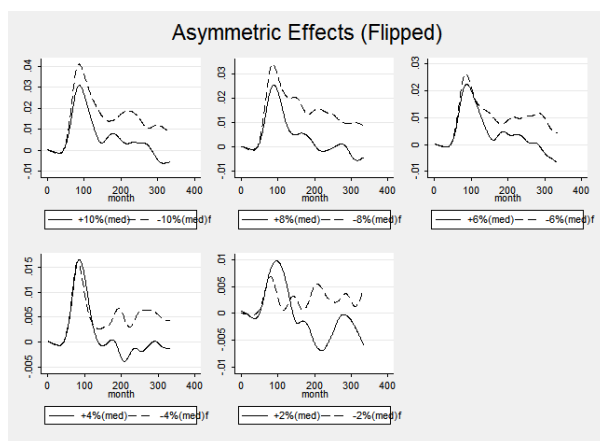 Asymmetric Effects (Flipped)
.04
.03
.02
.01
0
-.01
0 100 200 300 400
month
+10%(med) -10%(med)f
.03
.02
.01
0
-.01
0 100 200 300 400
month
+8%(med) -8%(med)f
.03
.02
.01
0
-.01
0 100 200 300 400
month
+6%(med) -6%(med)f
.015
.01
.005
0
-.005
0 100 200 300 400
month
+4%(med) -4%(med)f
.01
.005
0
-.005
-.01
0 100 200 300 400
month
+2%(med) -2%(med)f